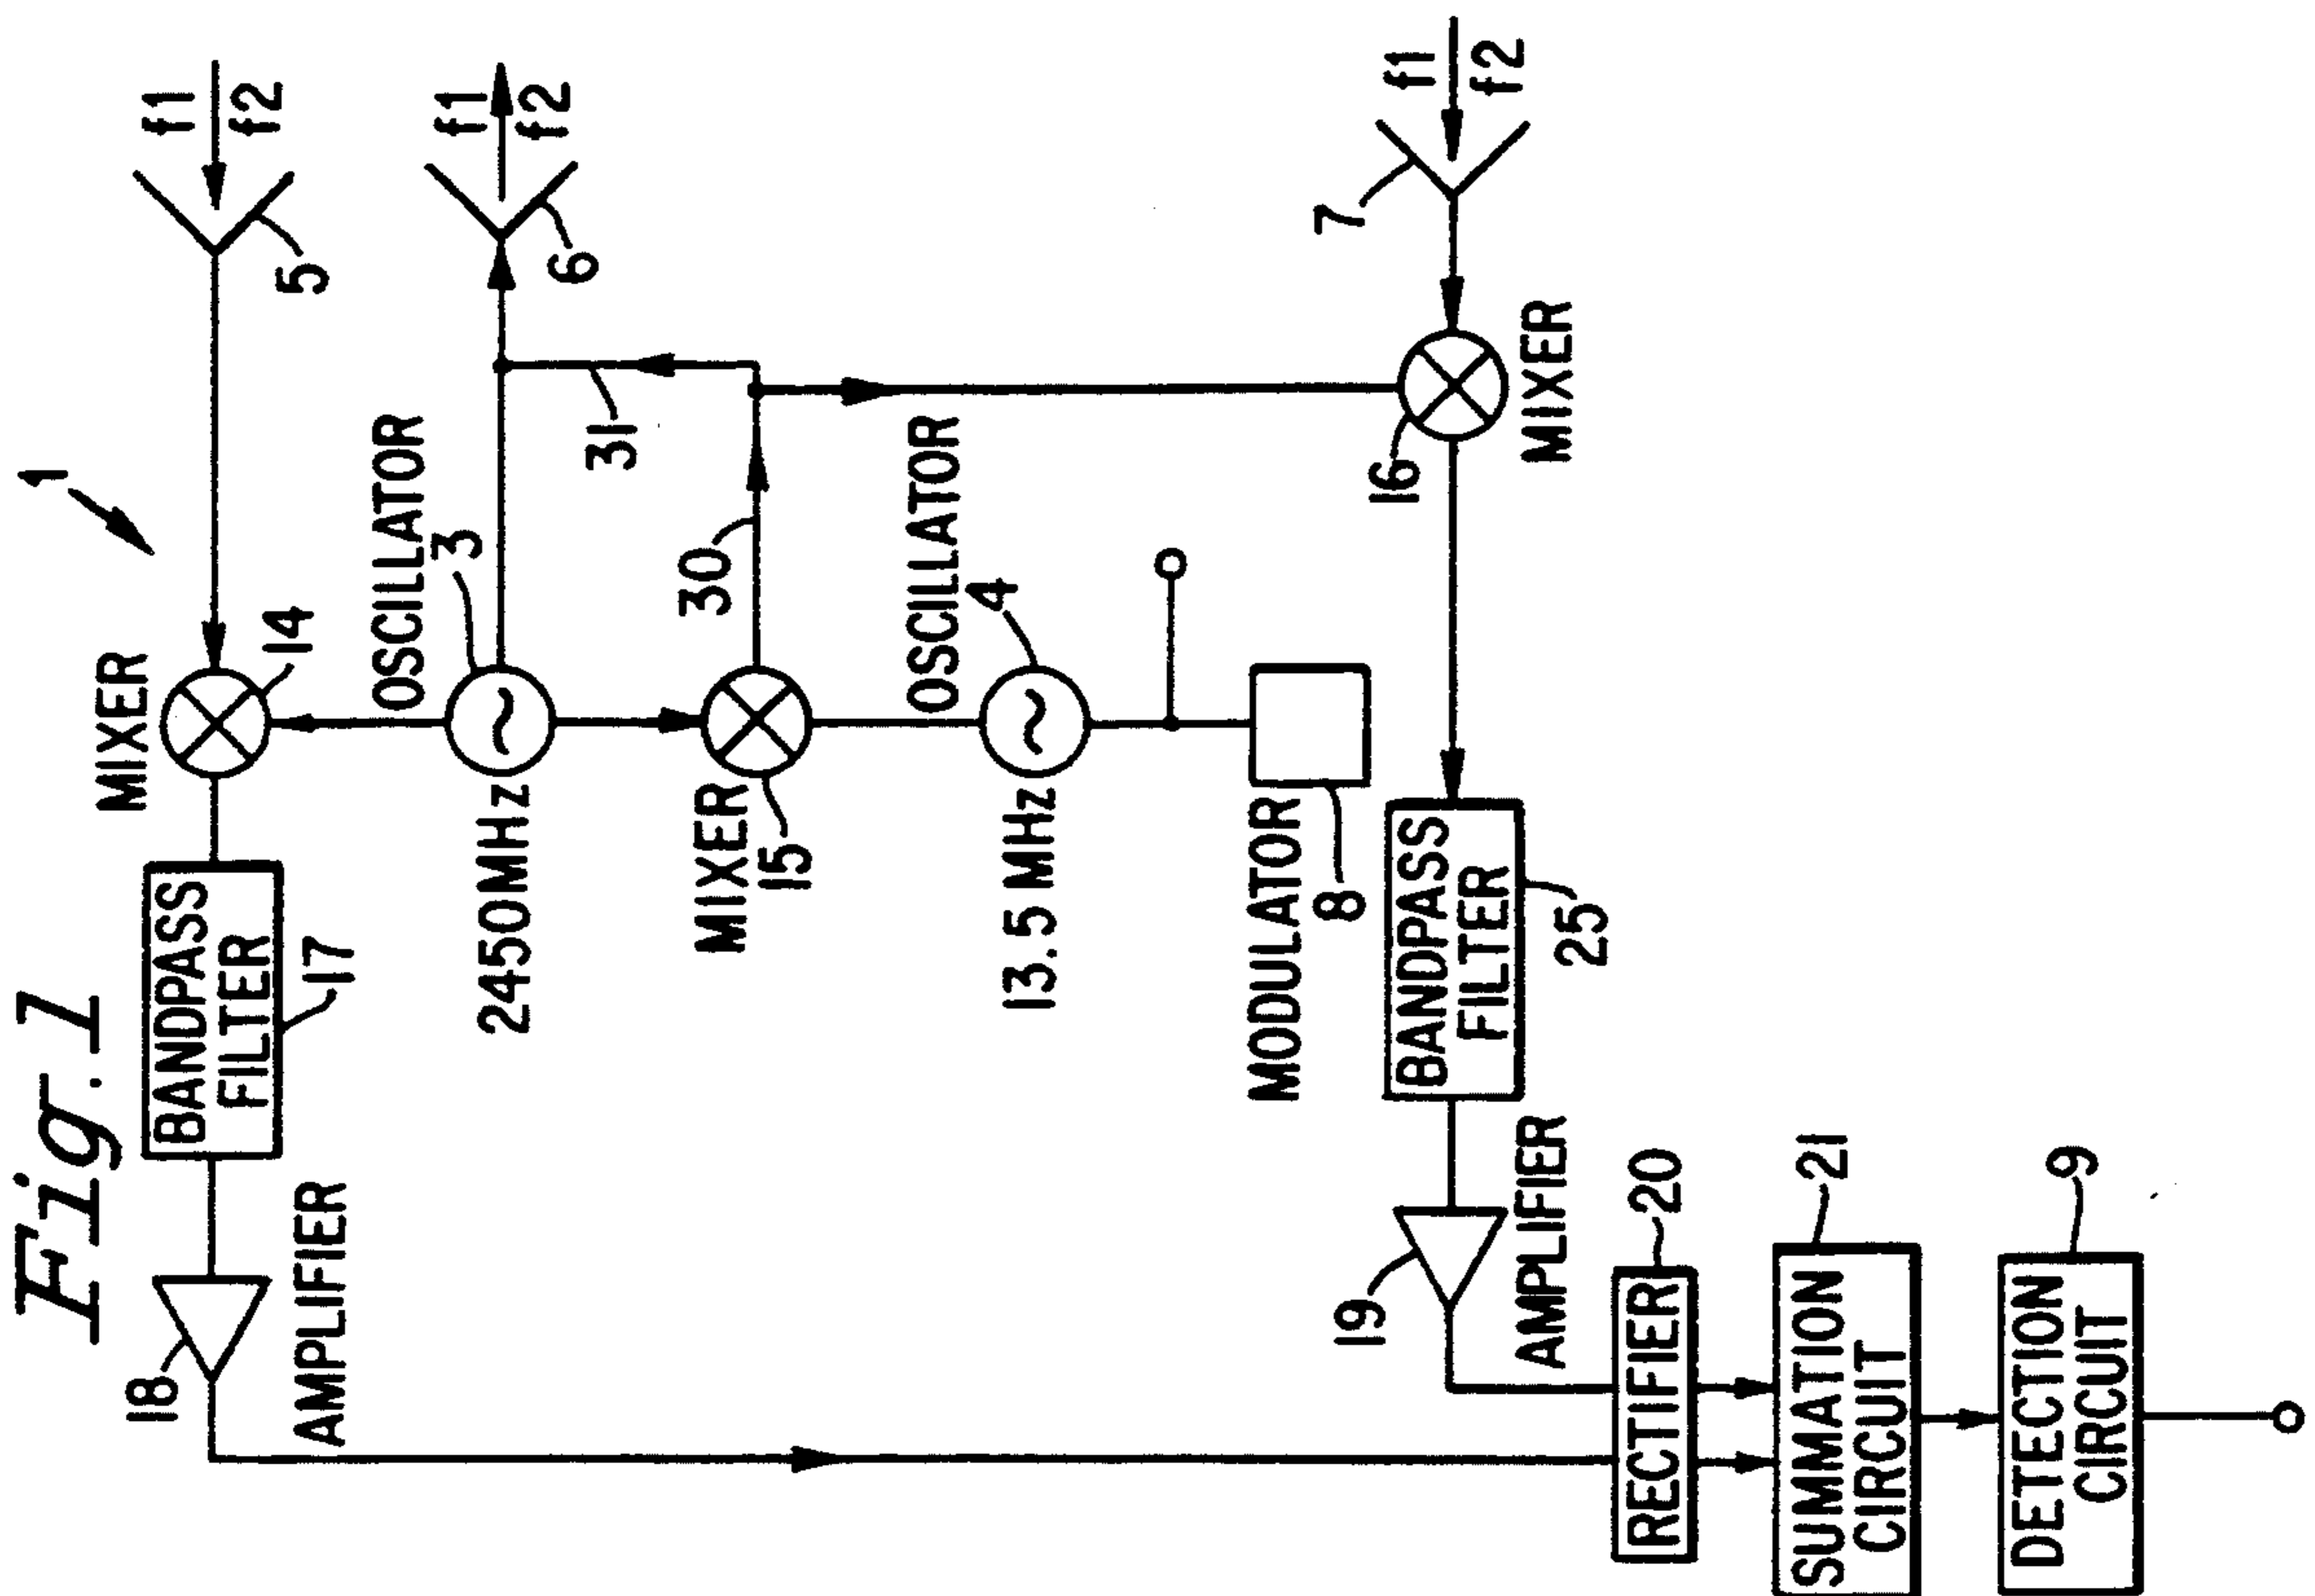 Fig. 1
1
f1
f2
5
MIXER
14
BANDPASS
FILTER
17
18
AMPLIFIER
f1
f2
6
OSCILLATOR
3
2450MHz
31
30
MIXER
15
OSCILLATOR
4
13.5 MHz
MODULATOR
8
f1
f2
7
16
MIXER
BANDPASS
FILTER
25
19
AMPLIFIER
RECTIFIER
20
SUMMATION
CIRCUIT
21
DETECTION
CIRCUIT
9